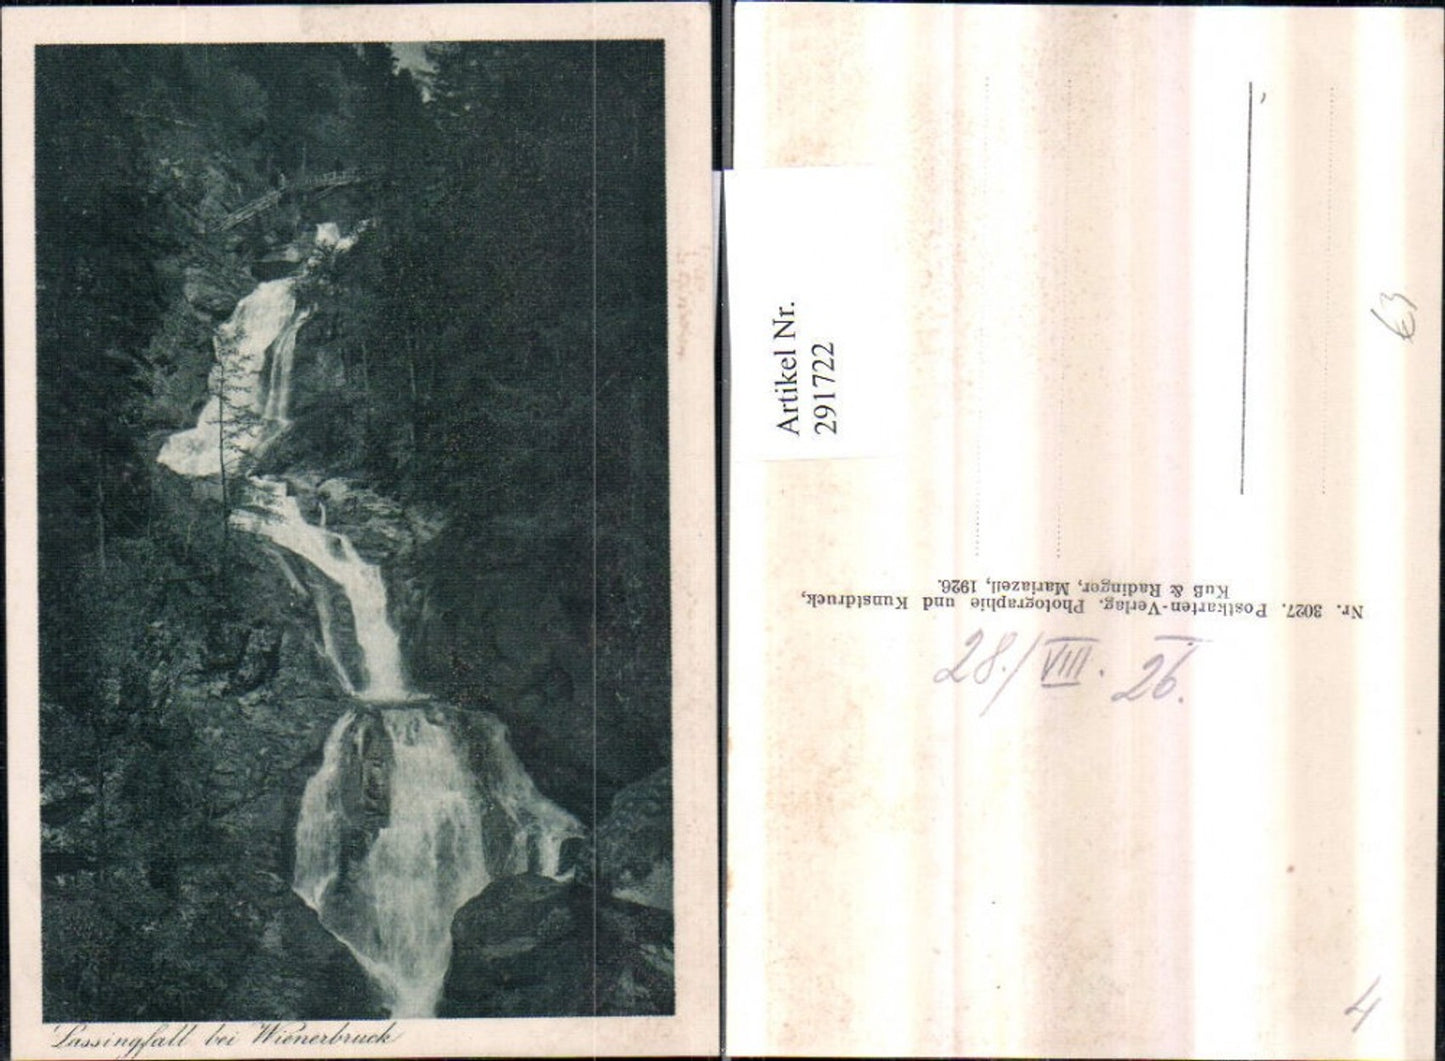 Lassingfall bei Wienerbruck
Artikel Nr.
291722
Nr. 3027. Postkarten-Verlag, Photographie und Kunstdruck,
Kuß & Radinger, Mariazell, 1926.
28./VIII. 26.
4